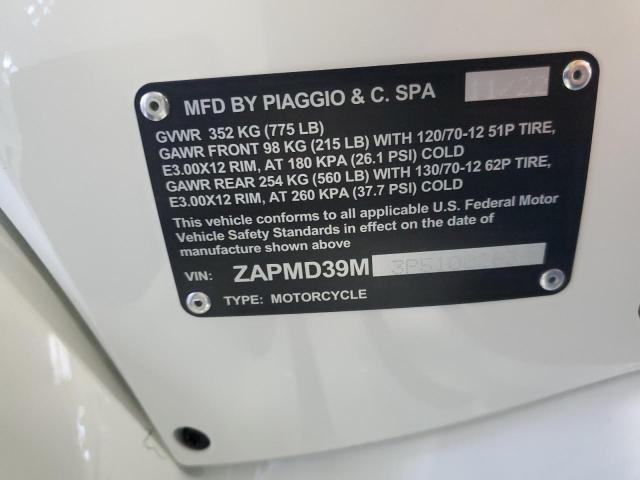 MFD BY PIAGGIO & C. SPA 11/22
GVWR 352 KG (775 LB)
GAWR FRONT 98 KG (215 LB) WITH 120/70-12 51P TIRE,
E3.00X12 RIM, AT 180 KPA (26.1 PSI) COLD
GAWR REAR 254 KG (560 LB) WITH 130/70-12 62P TIRE,
E3.00X12 RIM, AT 260 KPA (37.7 PSI) COLD
This vehicle conforms to all applicable U.S. Federal Motor
Vehicle Safety Standards in effect on the date of
manufacture shown above
VIN: ZAPMD39M
TYPE: MOTORCYCLE